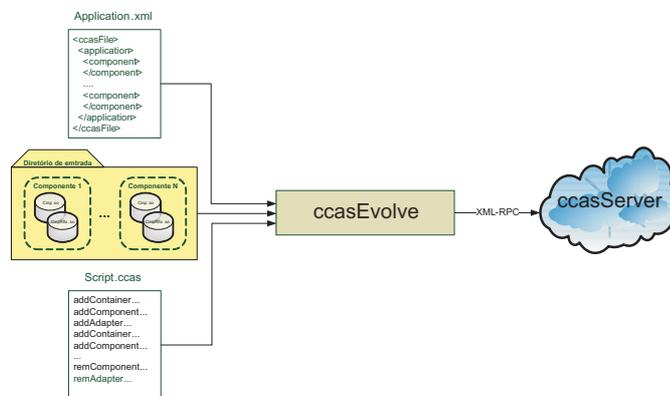 Application.xml
<ccasFile>
<application>
<component>
</component>
....
<component>
</component>
</application>
</ccasFile>
Diretório de entrada
Componente 1
Componente N
...
ccasEvolve
XML-RPC
ccasServer
Script.ccas
addContainer...
addComponent...
addAdapter...
addContainer...
addComponent...
...
remComponent...
remAdapter...